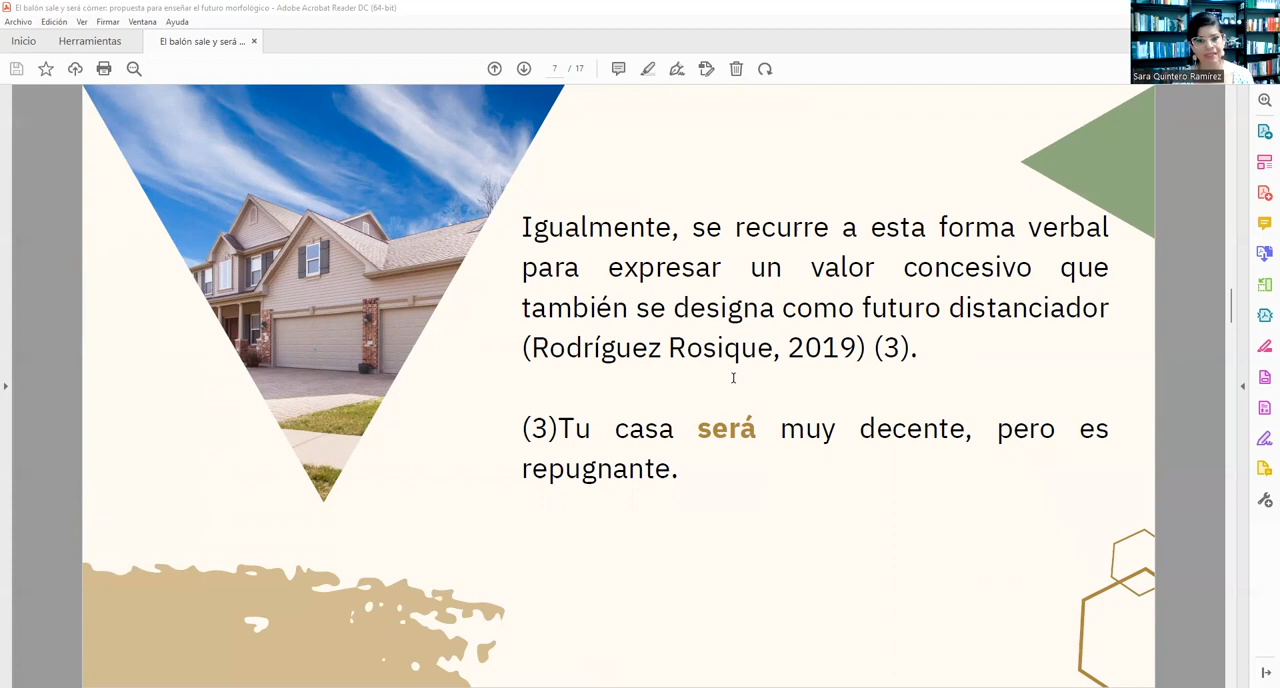 El balón sale y será córner: propuesta para enseñar el futuro morfológico - Adobe Acrobat Reader DC (64-bit)
Archivo Edición Ver Firmar Ventana Ayuda
Inicio Herramientas El balón sale y será ... ×
7 / 17
Sara Quintero Ramírez
Igualmente, se recurre a esta forma verbal
para expresar un valor concesivo que
también se designa como futuro distanciador
(Rodríguez Rosique, 2019) (3).
(3)Tu casa será muy decente, pero es
repugnante.